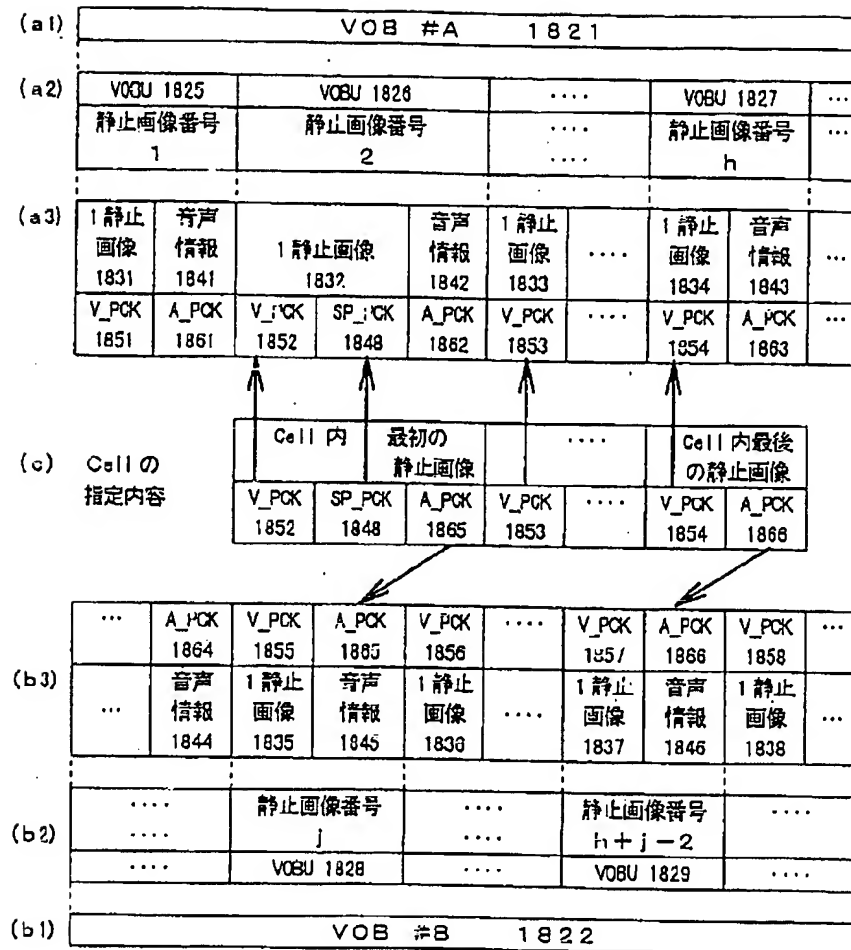 (a1) VOB #A 1821
(a2) VOBU 1825 VOBU 1826 ···· VOBU 1827 ···
静止画像番号 静止画像番号 ···· 静止画像番号 ···
1 2 ···· h
(a3) 1静止 音声 1静止画像 音声 1静止 ···· 1静止 音声 ···
画像 情報 1832 情報 画像 画像 情報
1831 1841 1842 1833 1834 1843
V_PCK A_PCK V_PCK SP_PCK A_PCK V_PCK ···· V_PCK A_PCK ···
1851 1861 1852 1848 1862 1853 1854 1863
Cell 内 最初の ···· Cell 内最後
(c) Cell の 静止画像 の静止画像
指定内容 V_PCK SP_PCK A_PCK V_PCK ···· V_PCK A_PCK
1852 1848 1865 1853 1854 1866
··· A_PCK V_PCK A_PCK V_PCK ···· V_PCK A_PCK V_PCK ···
1864 1855 1865 1856 1857 1866 1858
(b3) ··· 音声 1静止 音声 1静止 ···· 1静止 音声 1静止 ···
情報 画像 情報 画像 画像 情報 画像
1844 1835 1845 1836 1837 1846 1838
(b2) ···· 静止画像番号 ···· 静止画像番号 ····
···· j ···· h+j-2
···· VOBU 1828 ···· VOBU 1829 ····
(b1) VOB #B 1822